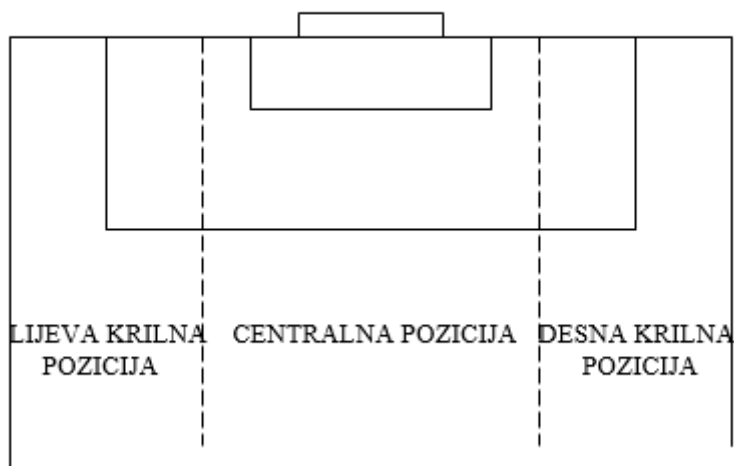 LIJEVA KRILNA
POZICIJA
CENTRALNA POZICIJA
DESNA KRILNA
POZICIJA